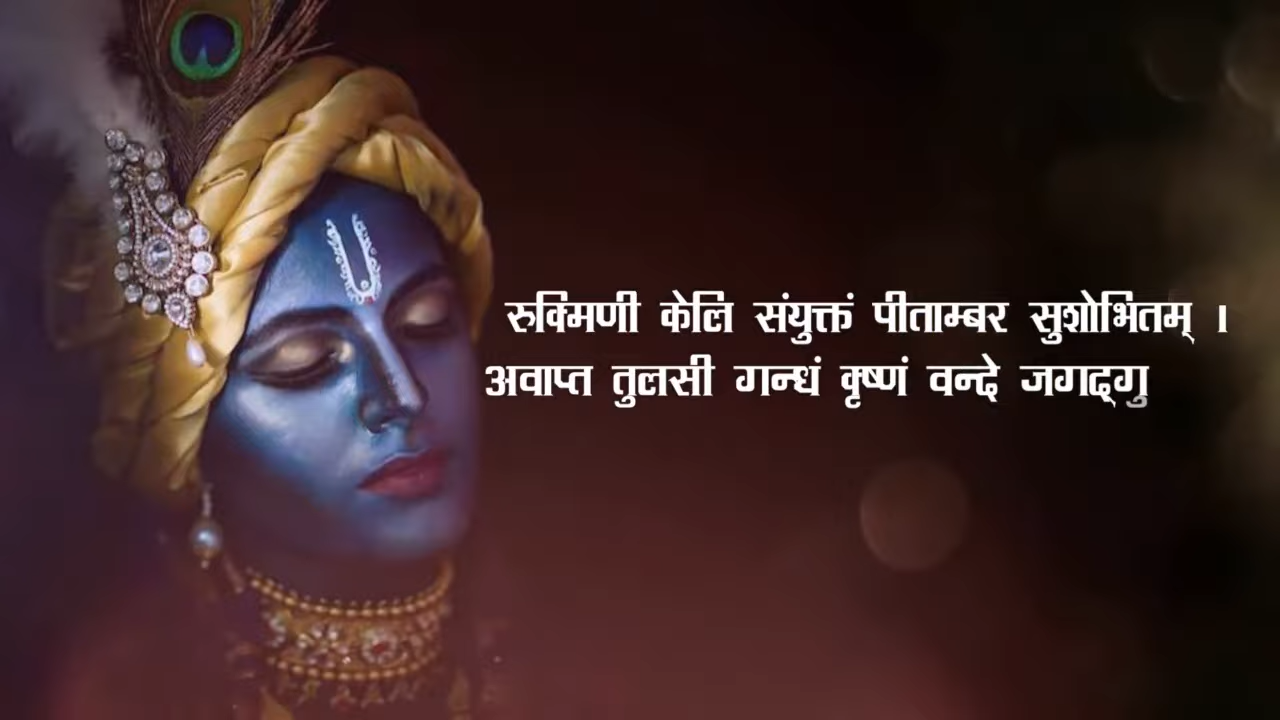 रुक्मिणी केलि संयुक्तं पीताम्बर सुशोभितम् ।
अवाप्त तुलसी गन्धं कृष्णं वन्दे जगद्गु